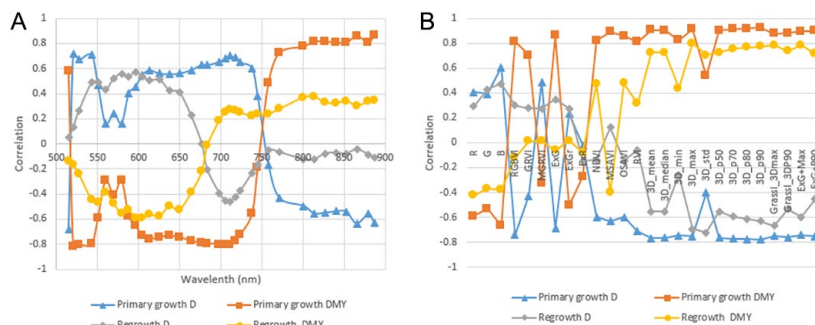 A
1
0.8
0.6
0.4
0.2
0
-0.2
-0.4
-0.6
-0.8
-1
Correlation
500 550 600 650 700 750 800 850 900
Wavelenth (nm)
Primary growth D
Primary growth DMY
Regrowth D
Regrowth DMY
B
1
0.8
0.6
0.4
0.2
0
-0.2
-0.4
-0.6
-0.8
-1
Correlation
R
G
B
RGBVI
GRVI
MGRVI
ExG
ExGr
ExR
NDVI
MSAVI
OSAVI
3D_mean
3D_median
3D_min
3D_max
3D_std
3D_p50
3D_p70
3D_p80
3D_p90
GrassI_3Dmax
GrassI_3DP90
ExG+Max
Primary growth D
Primary growth DMY
Regrowth D
Regrowth DMY